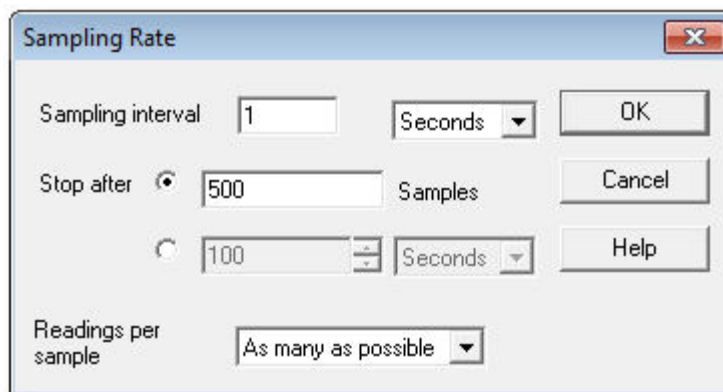 Sampling Rate
Sampling interval 1 Seconds OK
Stop after 500 Samples Cancel
100 Seconds Help
Readings per
sample As many as possible